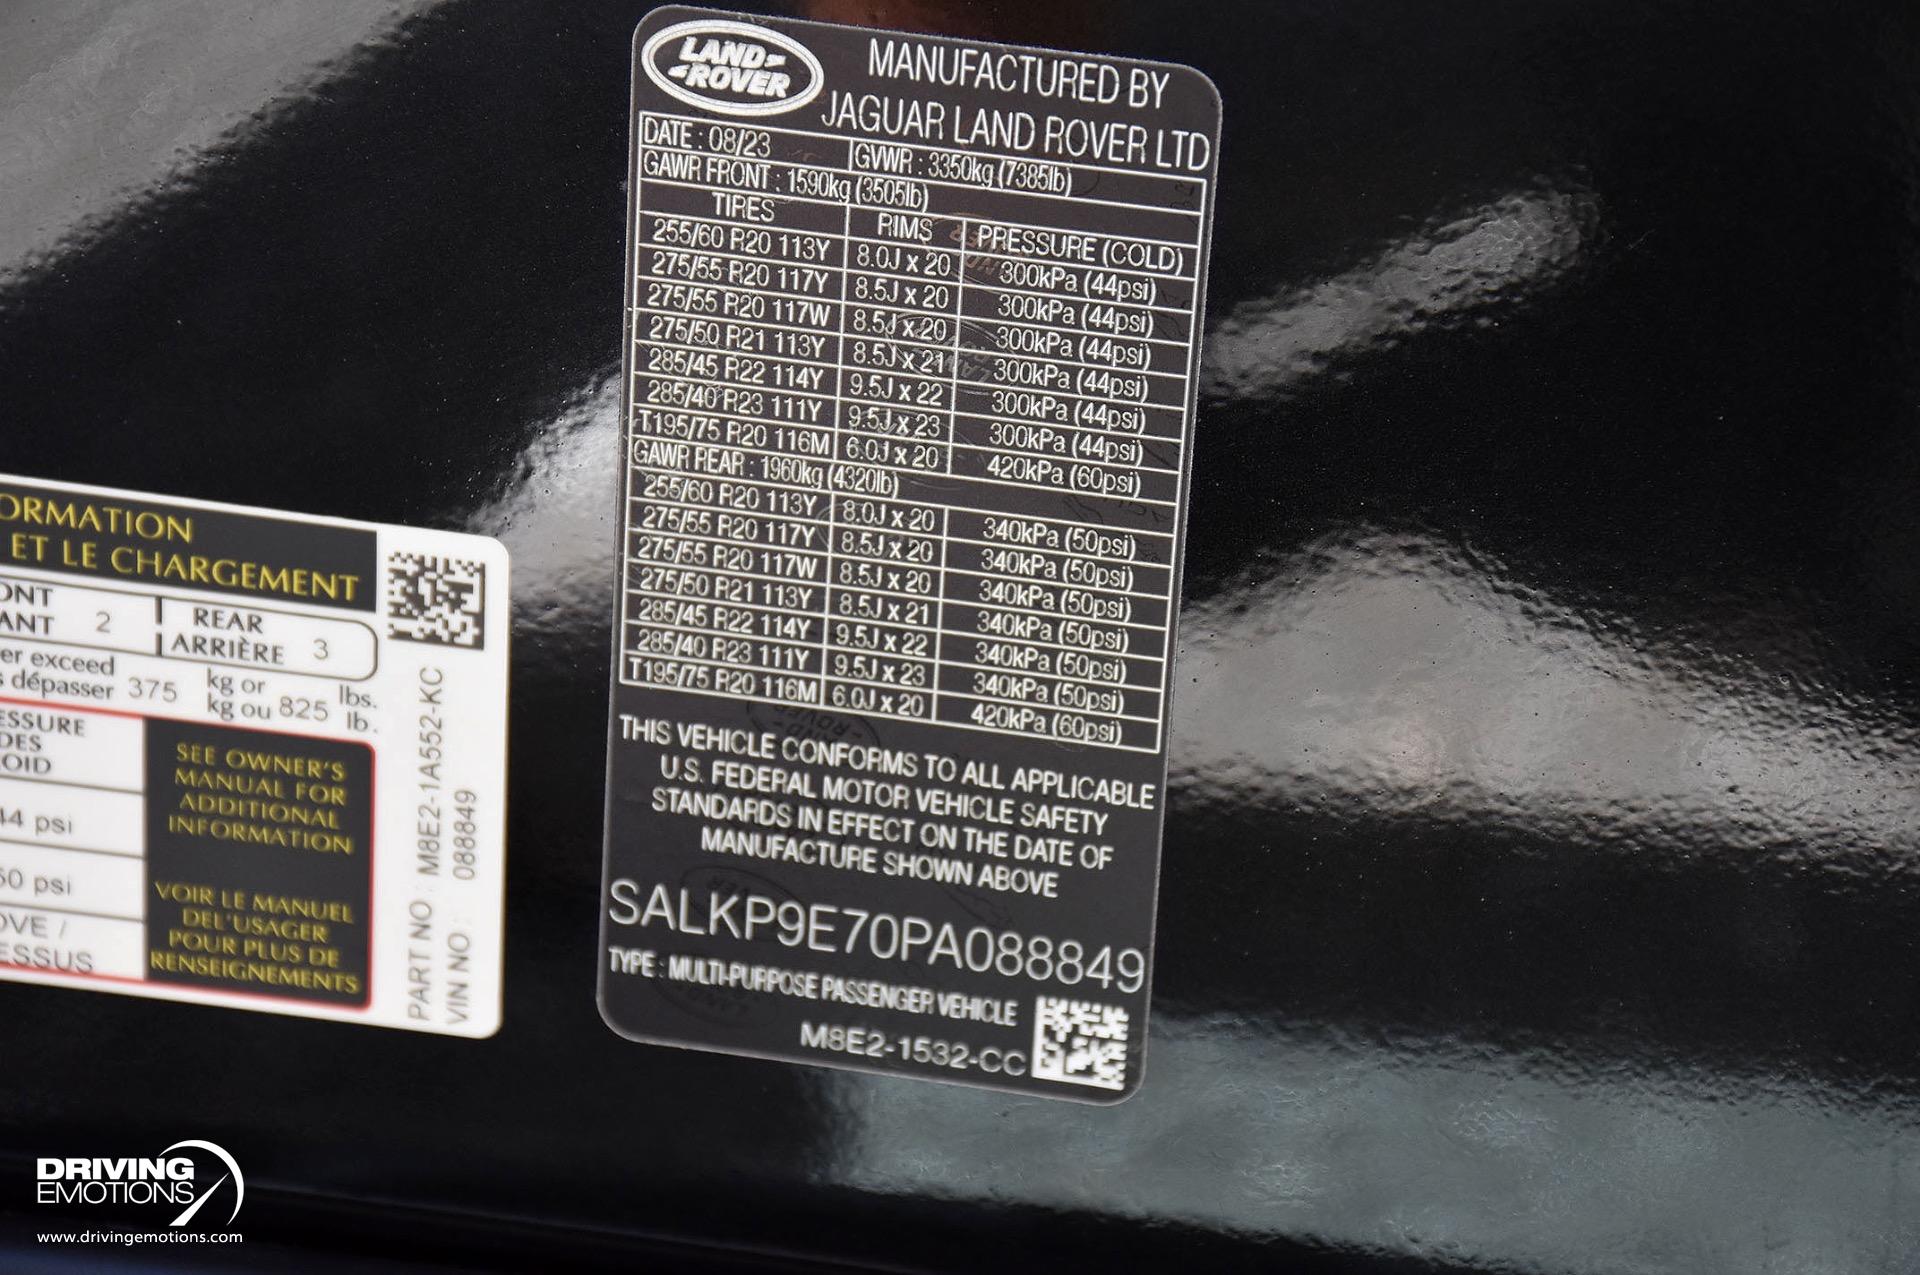 LAND ROVER
MANUFACTURED BY
JAGUAR LAND ROVER LTD
DATE : 08/23 GVWR : 3350kg (7385lb)
GAWR FRONT : 1590kg (3505lb)
TIRES RIMS PRESSURE (COLD)
255/60 R20 113Y 8.0J x 20 300kPa (44psi)
275/55 R20 117Y 8.5J x 20 300kPa (44psi)
275/55 R20 117W 8.5J x 20 300kPa (44psi)
275/50 R21 113Y 8.5J x 21 300kPa (44psi)
285/45 R22 114Y 9.5J x 22 300kPa (44psi)
285/40 R23 111Y 9.5J x 23 300kPa (44psi)
T195/75 R20 116M 6.0J x 20 420kPa (60psi)
GAWR REAR : 1960kg (4320lb)
255/60 R20 113Y 8.0J x 20 340kPa (50psi)
275/55 R20 117Y 8.5J x 20 340kPa (50psi)
275/55 R20 117W 8.5J x 20 340kPa (50psi)
275/50 R21 113Y 8.5J x 21 340kPa (50psi)
285/45 R22 114Y 9.5J x 22 340kPa (50psi)
285/40 R23 111Y 9.5J x 23 340kPa (50psi)
T195/75 R20 116M 6.0J x 20 420kPa (60psi)
THIS VEHICLE CONFORMS TO ALL APPLICABLE
U.S. FEDERAL MOTOR VEHICLE SAFETY
STANDARDS IN EFFECT ON THE DATE OF
MANUFACTURE SHOWN ABOVE
SALKP9E70PA088849
TYPE : MULTI-PURPOSE PASSENGER VEHICLE
M8E2-1532-CC
ORMATION
ET LE CHARGEMENT
ONT 2 REAR
ANT ARRIÈRE 3
er exceed 375 kg or 825 lbs.
s dépasser kg ou lb.
ESSURE
DES
OID
44 psi
50 psi
OVE /
ESSUS
SEE OWNER'S
MANUAL FOR
ADDITIONAL
INFORMATION
VOIR LE MANUEL
DEL'USAGER
POUR PLUS DE
RENSEIGNEMENTS
PART NO : M8E2-1A552-KC
VIN NO : 088849
DRIVING
EMOTIONS
www.drivingemotions.com